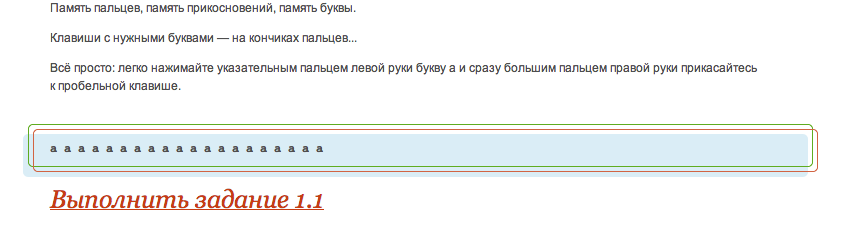 Память пальцев, память прикосновений, память буквы.
Клавиши с нужными буквами — на кончиках пальцев...
Всё просто: легко нажимайте указательным пальцем левой руки букву а и сразу большим пальцем правой руки прикасайтесь
к пробельной клавише.
а а а а а а а а а а а а а а а а а а а а
Выполнить задание 1.1